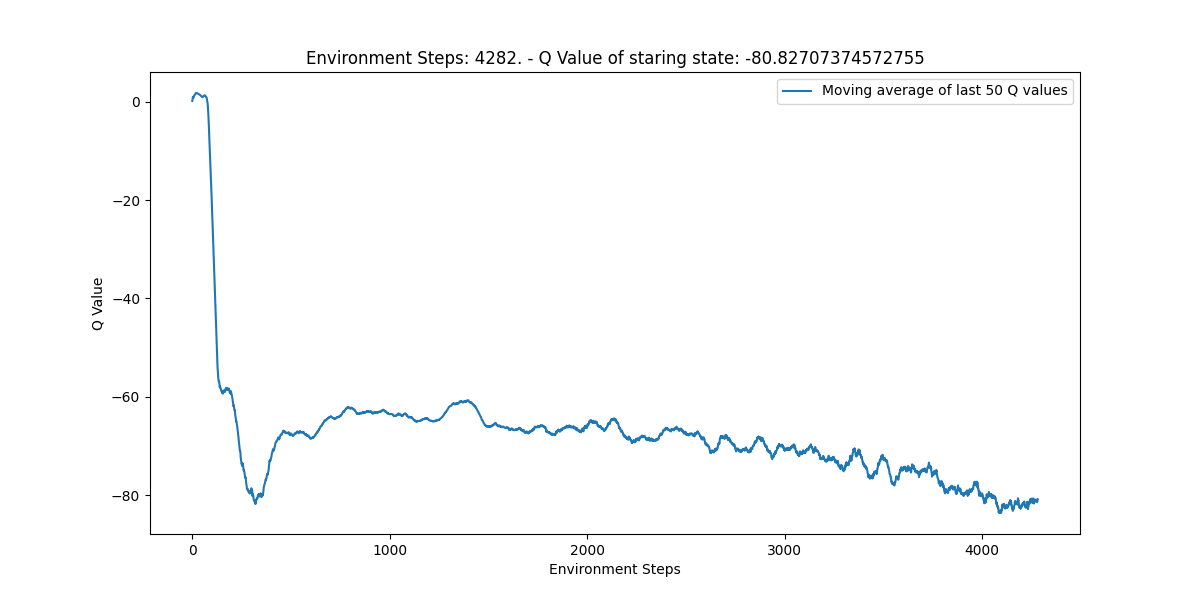 Environment Steps: 4282. - Q Value of staring state: -80.82707374572755
Moving average of last 50 Q values
0
−20
−40
−60
−80
Q Value
0 1000 2000 3000 4000
Environment Steps